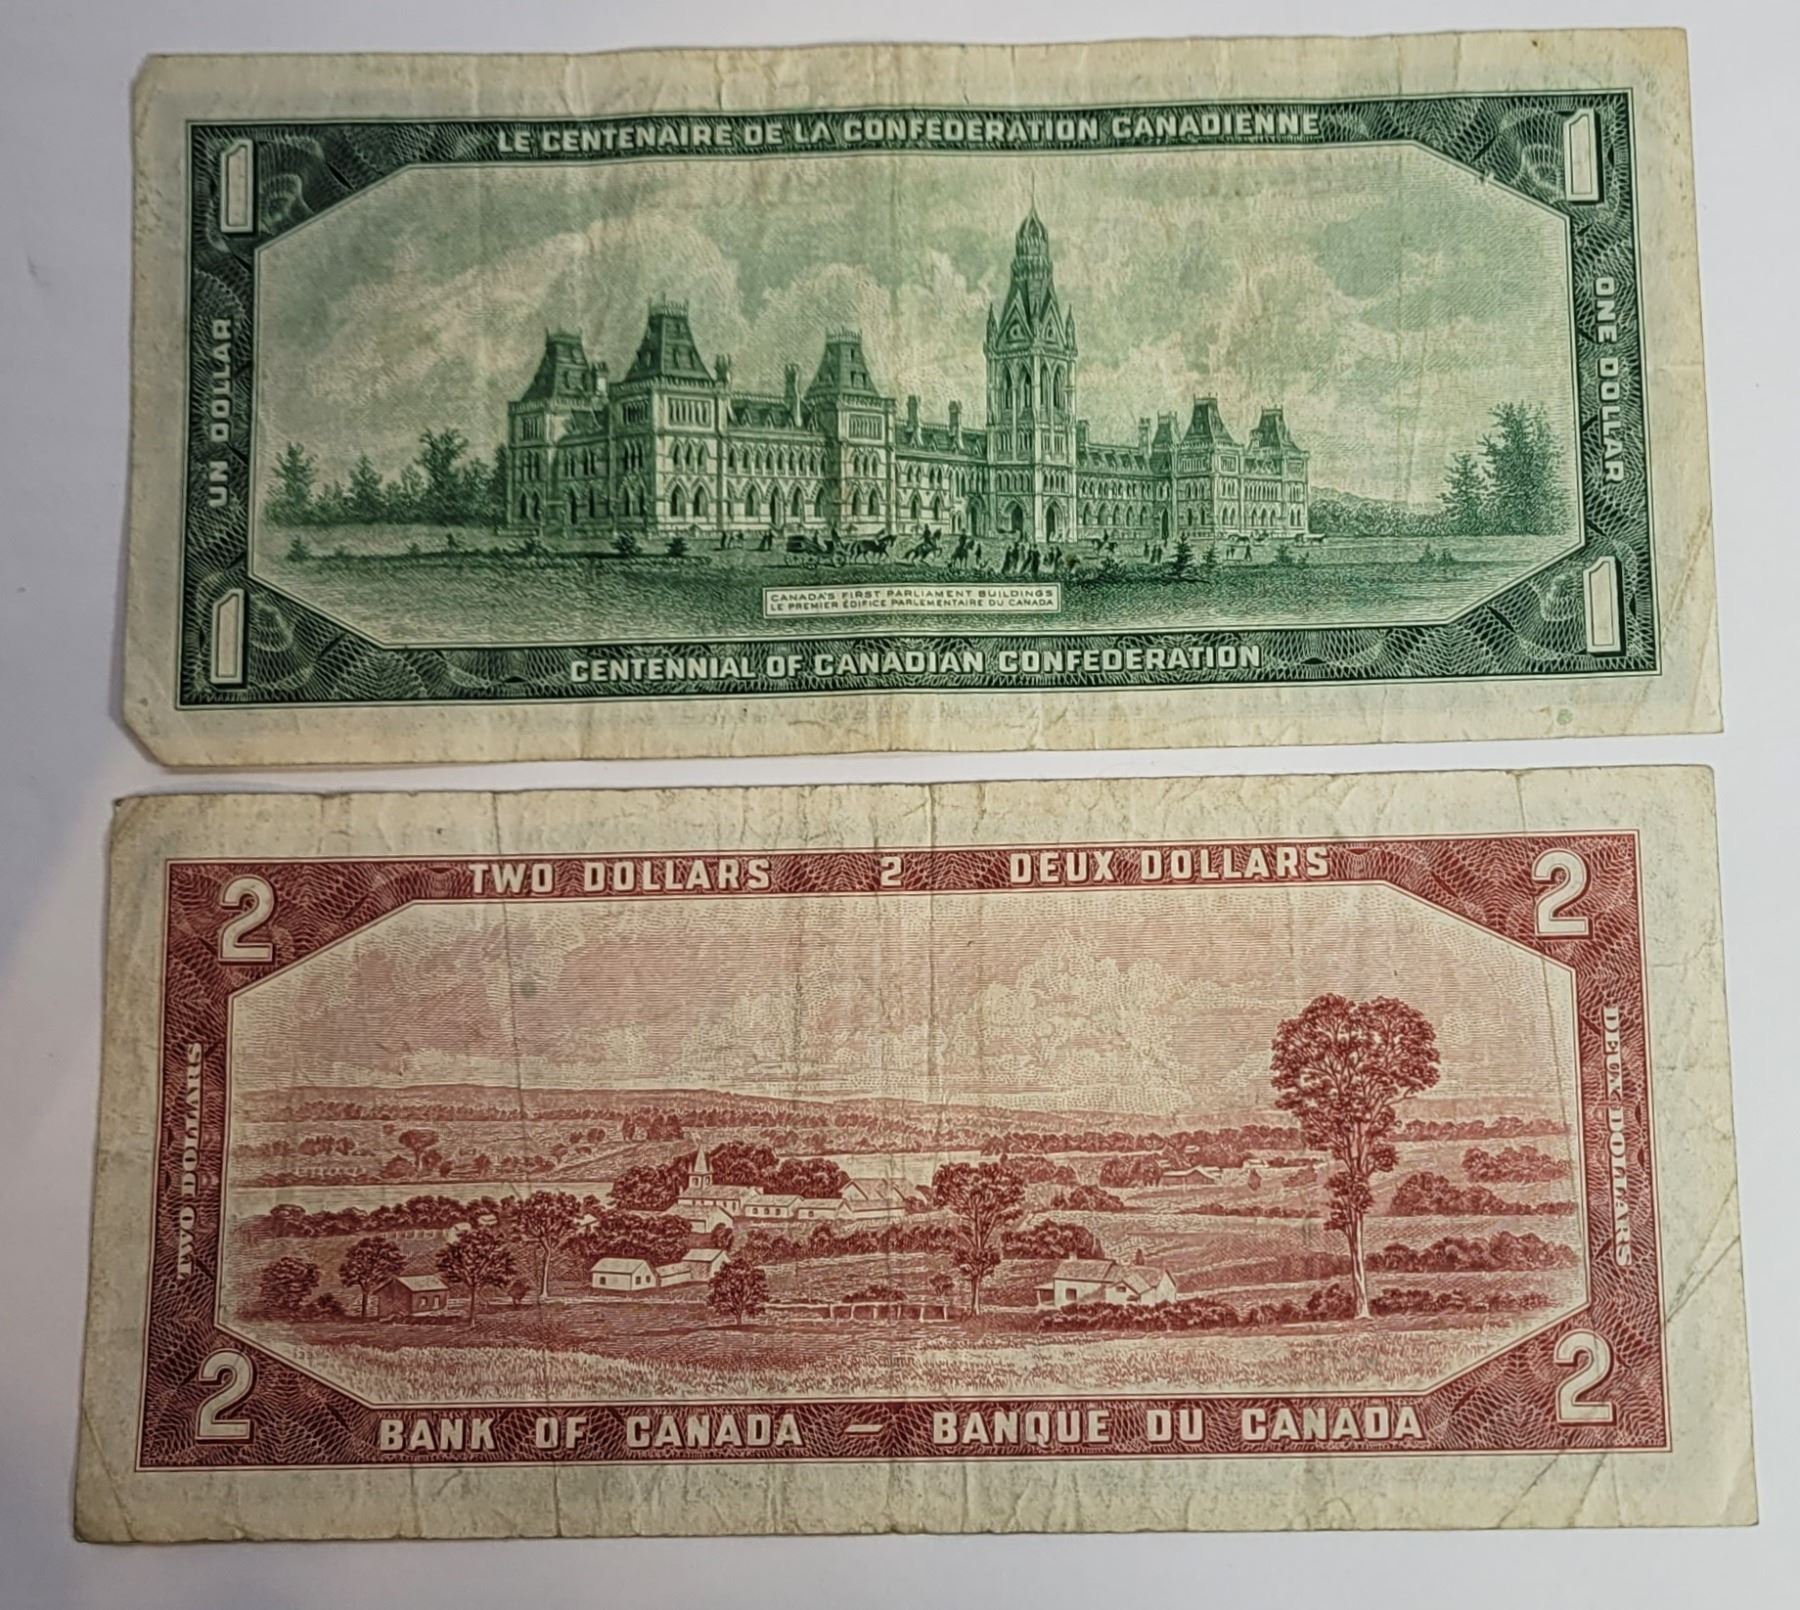 1 LE CENTENAIRE DE LA CONFEDERATION CANADIENNE 1
UN DOLLAR
ONE DOLLAR
CANADA'S FIRST PARLIAMENT BUILDINGS
LE PREMIER ÉDIFICE PARLEMENTAIRE DU CANADA
1 CENTENNIAL OF CANADIAN CONFEDERATION 1
2 TWO DOLLARS 2 DEUX DOLLARS 2
TWO DOLLARS
DEUX DOLLARS
2 BANK OF CANADA — BANQUE DU CANADA 2